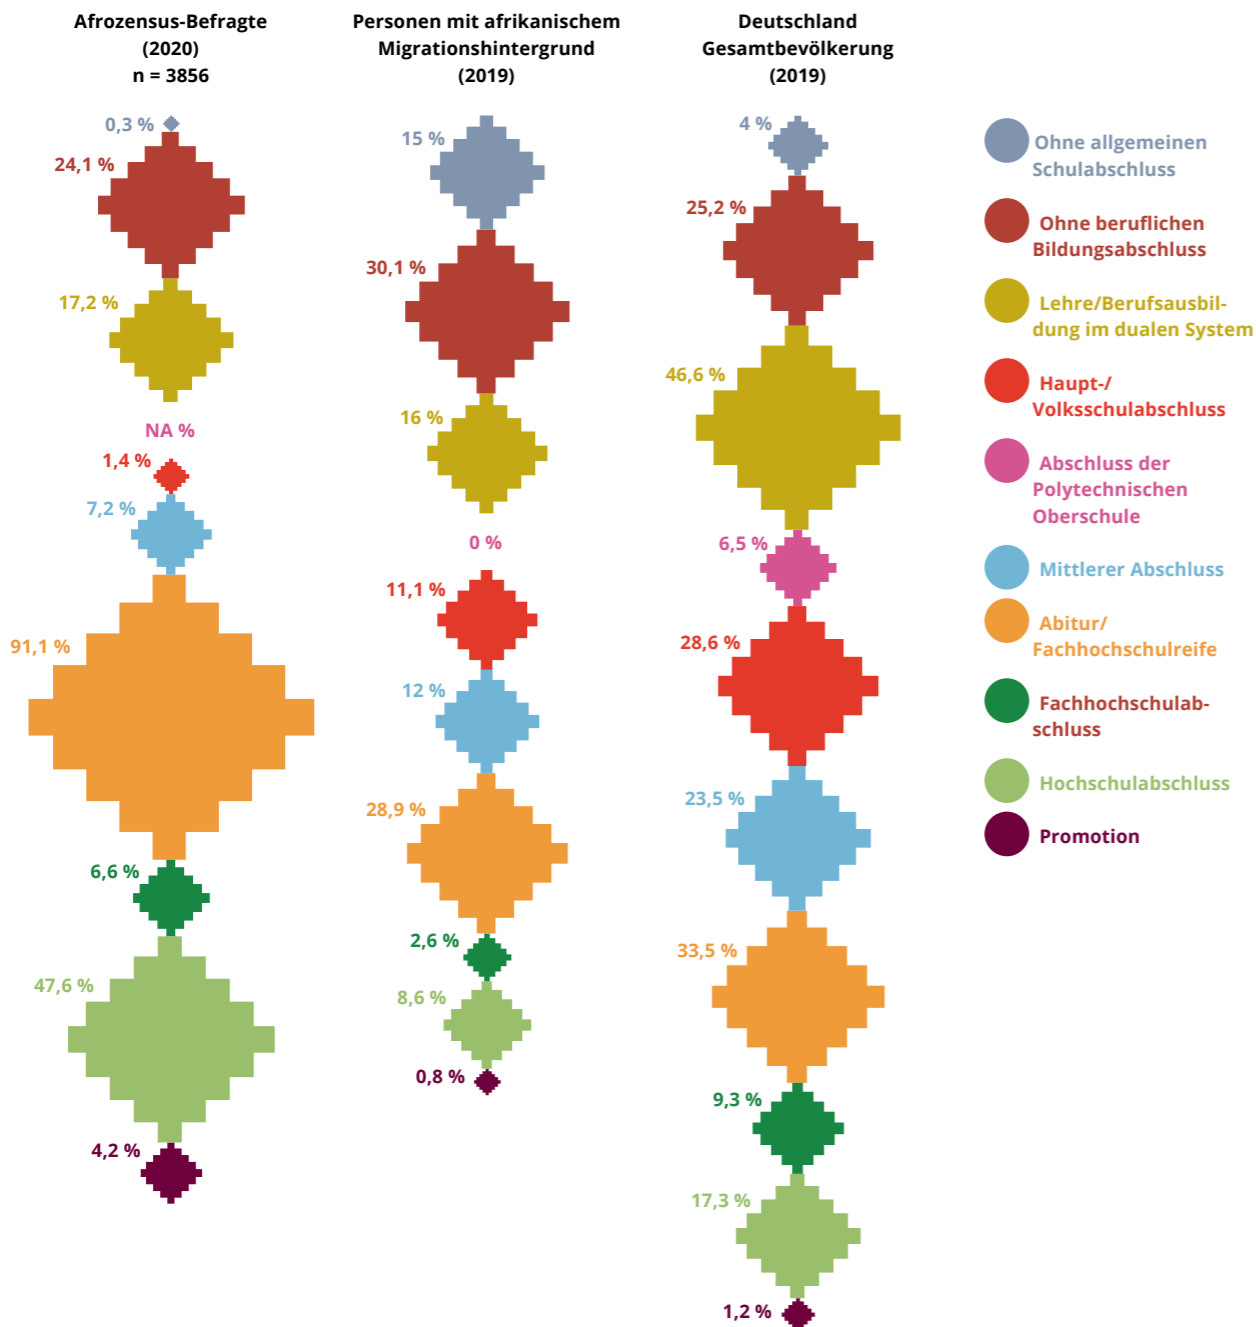 Afrozensus-Befragte
(2020)
n = 3856
0,3 %
24,1 %
17,2 %
NA %
1,4 %
7,2 %
91,1 %
6,6 %
47,6 %
4,2 %
Personen mit afrikanischem
Migrationshintergrund
(2019)
15 %
30,1 %
16 %
0 %
11,1 %
12 %
28,9 %
2,6 %
8,6 %
0,8 %
Deutschland
Gesamtbevölkerung
(2019)
4 %
25,2 %
46,6 %
6,5 %
28,6 %
23,5 %
33,5 %
9,3 %
17,3 %
1,2 %
Ohne allgemeinen
Schulabschluss
Ohne beruflichen
Bildungsabschluss
Lehre/Berufsausbil-
dung im dualen System
Haupt-/
Volksschulabschluss
Abschluss der
Polytechnischen
Oberschule
Mittlerer Abschluss
Abitur/
Fachhochschulreife
Fachhochschulab-
schluss
Hochschulabschluss
Promotion